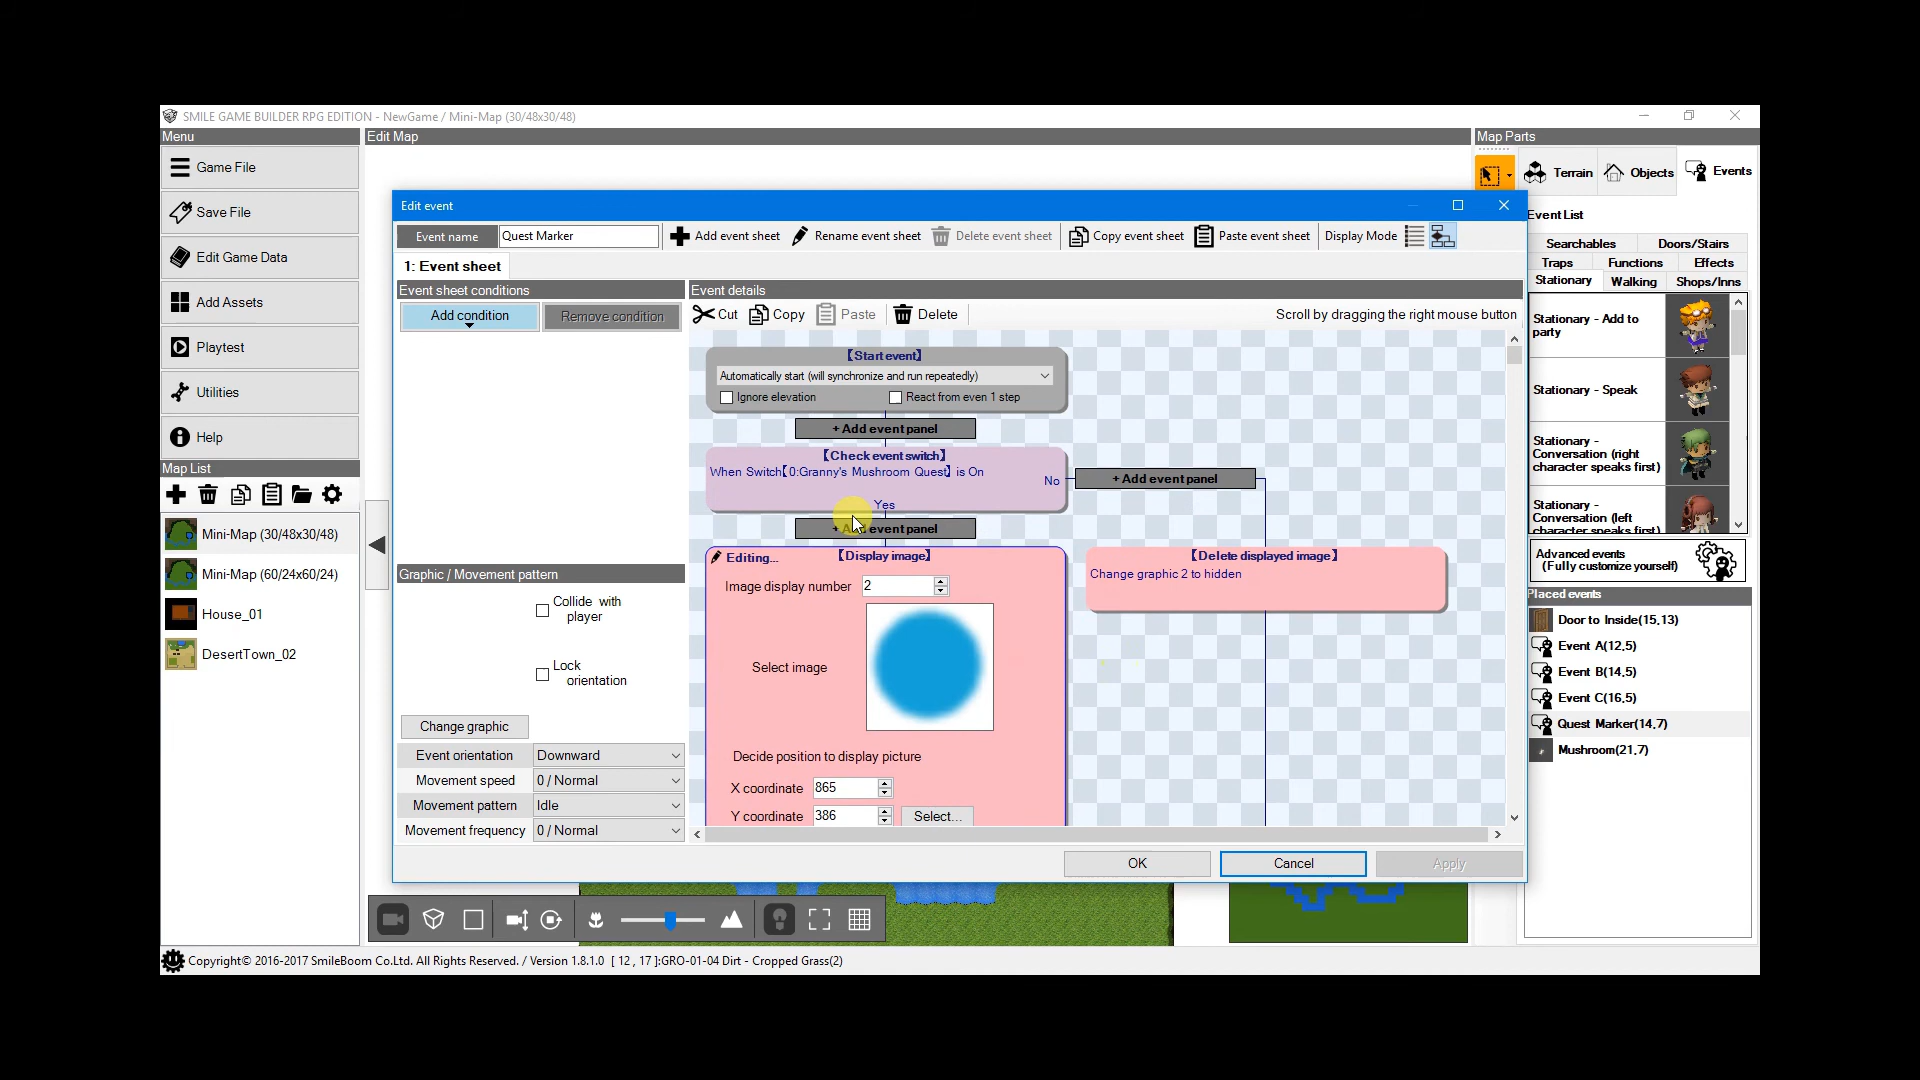 SMILE GAME BUILDER RPG EDITION - NewGame / Mini-Map (30/48x30/48)
Menu
Edit Map
Map Parts
Game File
Save File
Edit Game Data
Add Assets
Playtest
Utilities
Help
Map List
Mini-Map (30/48x30/48)
Mini-Map (60/24x60/24)
House_01
DesertTown_02
Edit event
Event name
Quest Marker
Add event sheet
Rename event sheet
Delete event sheet
Copy event sheet
Paste event sheet
Display Mode
1: Event sheet
Event sheet conditions
Add condition
Remove condition
Graphic / Movement pattern
Collide with
player
Lock
orientation
Change graphic
Event orientation Downward
Movement speed 0 / Normal
Movement pattern Idle
Movement frequency 0 / Normal
Event details
Cut
Copy
Paste
Delete
Scroll by dragging the right mouse button
【Start event】
Automatically start (will synchronize and run repeatedly)
Ignore elevation
React from even 1 step
+ Add event panel
【Check event switch】
When Switch【0:Granny's Mushroom Quest】 is On
No
+ Add event panel
Yes
+ Add event panel
Editing...
【Display image】
Image display number 2
Select image
Decide position to display picture
X coordinate 865
Y coordinate 386
Select...
【Delete displayed image】
Change graphic 2 to hidden
OK
Cancel
Apply
Terrain
Objects
Events
Event List
Searchables
Doors/Stairs
Traps
Functions
Effects
Stationary
Walking
Shops/Inns
Stationary - Add to
party
Stationary - Speak
Stationary -
Conversation (right
character speaks first)
Stationary -
Conversation (left
character speaks first)
Advanced events
(Fully customize yourself)
Placed events
Door to Inside(15,13)
Event A(12,5)
Event B(14,5)
Event C(16,5)
Quest Marker(14,7)
Mushroom(21,7)
Copyright© 2016-2017 SmileBoom Co.Ltd. All Rights Reserved. / Version 1.8.1.0 [ 12 , 17 ]:GRO-01-04 Dirt - Cropped Grass(2)